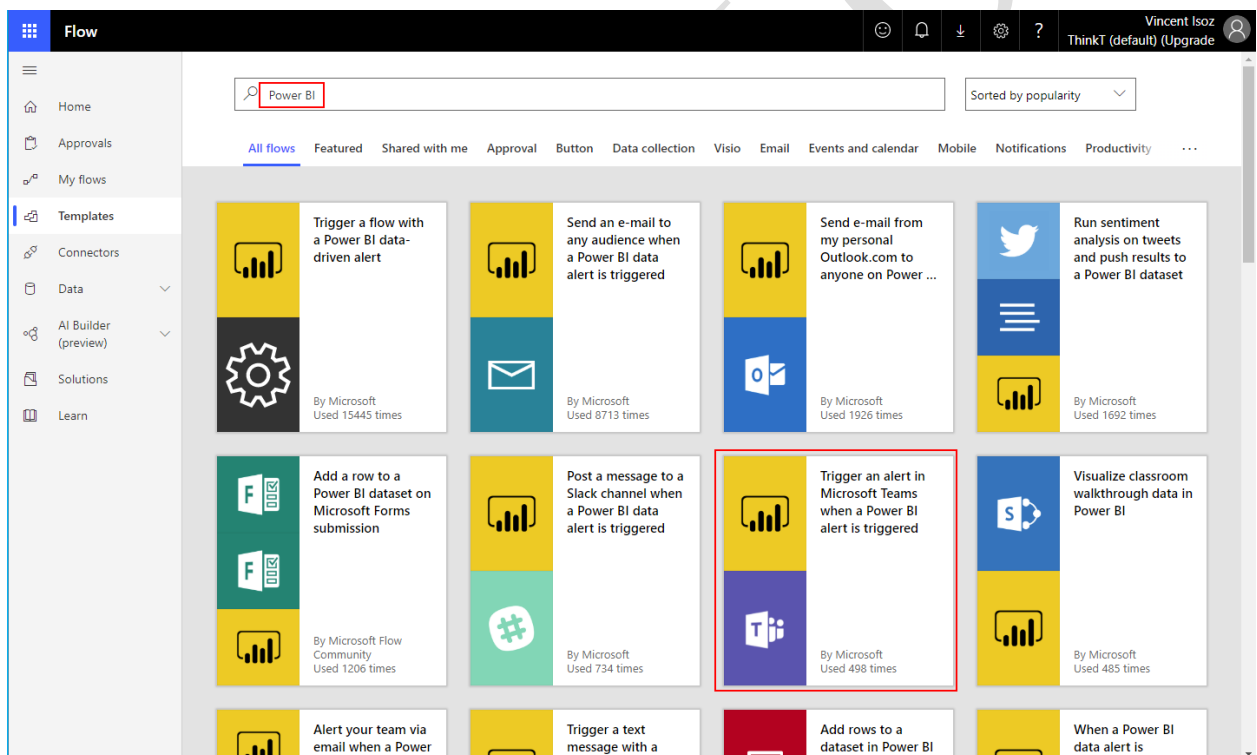 Flow
?
Vincent Isoz
ThinkT (default) (Upgrade
Home
Approvals
My flows
Templates
Connectors
Data
AI Builder
(preview)
Solutions
Learn
Power BI
Sorted by popularity
All flows Featured Shared with me Approval Button Data collection Visio Email Events and calendar Mobile Notifications Productivity ...
Trigger a flow with
a Power BI data-
driven alert
By Microsoft
Used 15445 times
Send an e-mail to
any audience when
a Power BI data
alert is triggered
By Microsoft
Used 8713 times
Send e-mail from
my personal
Outlook.com to
anyone on Power ...
By Microsoft
Used 1926 times
Run sentiment
analysis on tweets
and push results to
a Power BI dataset
By Microsoft
Used 1692 times
Add a row to a
Power BI dataset on
Microsoft Forms
submission
By Microsoft Flow
Community
Used 1206 times
Post a message to a
Slack channel when
a Power BI data
alert is triggered
By Microsoft
Used 734 times
Trigger an alert in
Microsoft Teams
when a Power BI
alert is triggered
By Microsoft
Used 498 times
Visualize classroom
walkthrough data in
Power BI
By Microsoft
Used 485 times
Alert your team via
email when a Power
Trigger a text
message with a
Add rows to a
dataset in Power BI
When a Power BI
data alert is